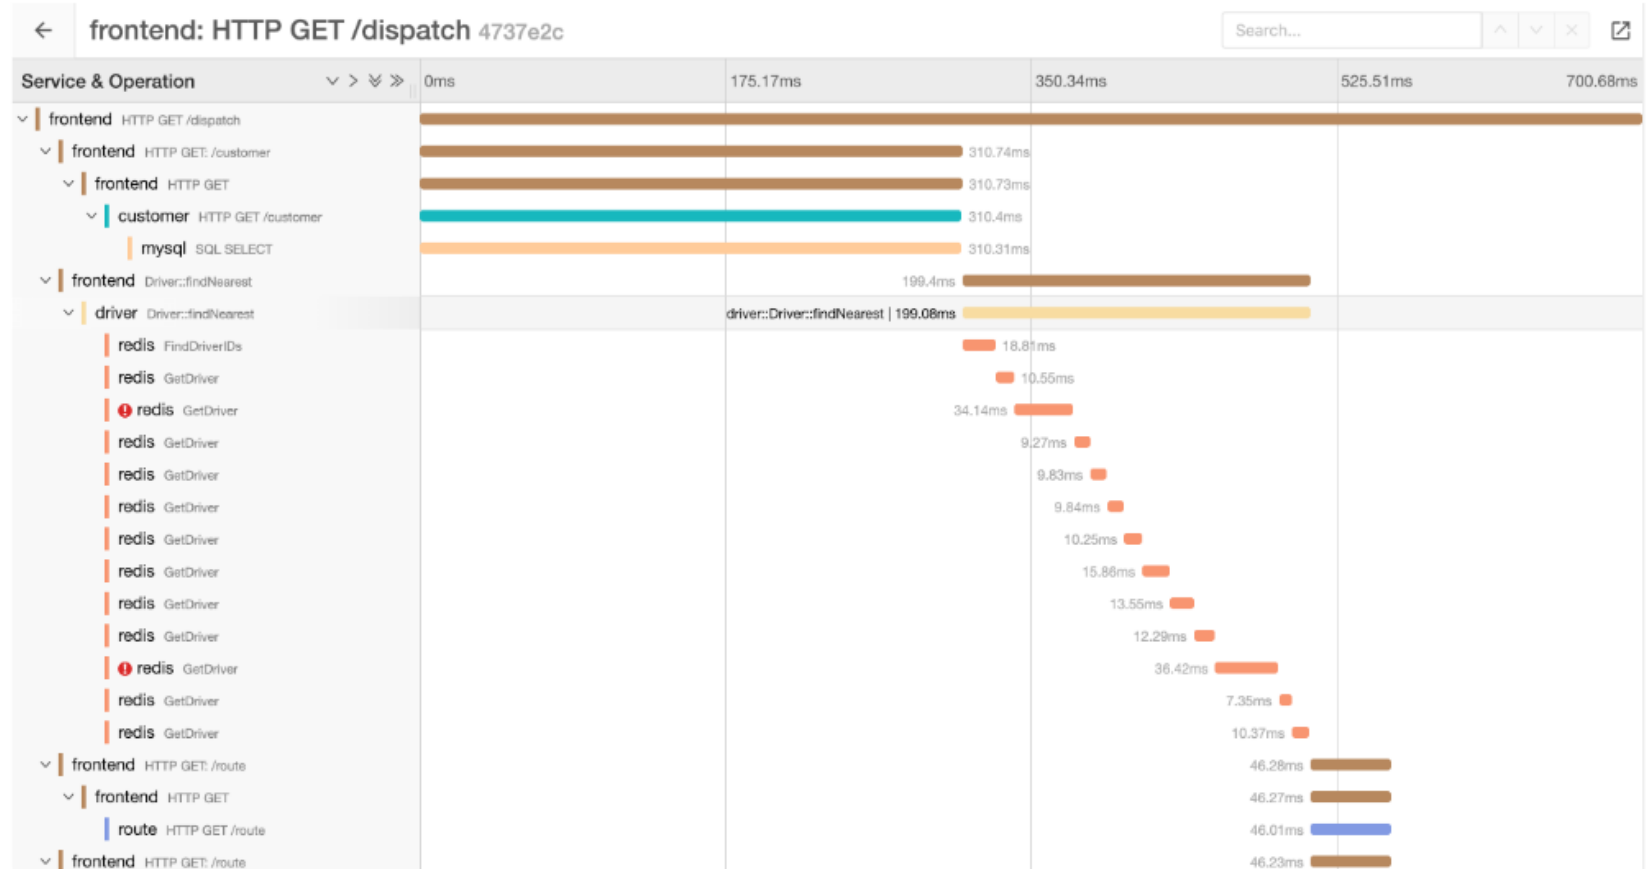 frontend: HTTP GET /dispatch 4737e2c Search...
Service & Operation 0ms 175.17ms 350.34ms 525.51ms 700.68ms
frontend HTTP GET /dispatch
frontend HTTP GET: /customer 310.74ms
frontend HTTP GET 310.73ms
customer HTTP GET /customer 310.4ms
mysql SQL SELECT 310.31ms
frontend Driver::findNearest 199.4ms
driver Driver::findNearest driver::Driver::findNearest | 199.08ms
redis FindDriverIDs 18.81ms
redis GetDriver 10.55ms
redis GetDriver 34.14ms
redis GetDriver 9.27ms
redis GetDriver 9.83ms
redis GetDriver 9.84ms
redis GetDriver 10.25ms
redis GetDriver 15.86ms
redis GetDriver 13.55ms
redis GetDriver 12.29ms
redis GetDriver 36.42ms
redis GetDriver 7.35ms
redis GetDriver 10.37ms
frontend HTTP GET: /route 46.28ms
frontend HTTP GET 46.27ms
route HTTP GET /route 46.01ms
frontend HTTP GET: /route 46.23ms